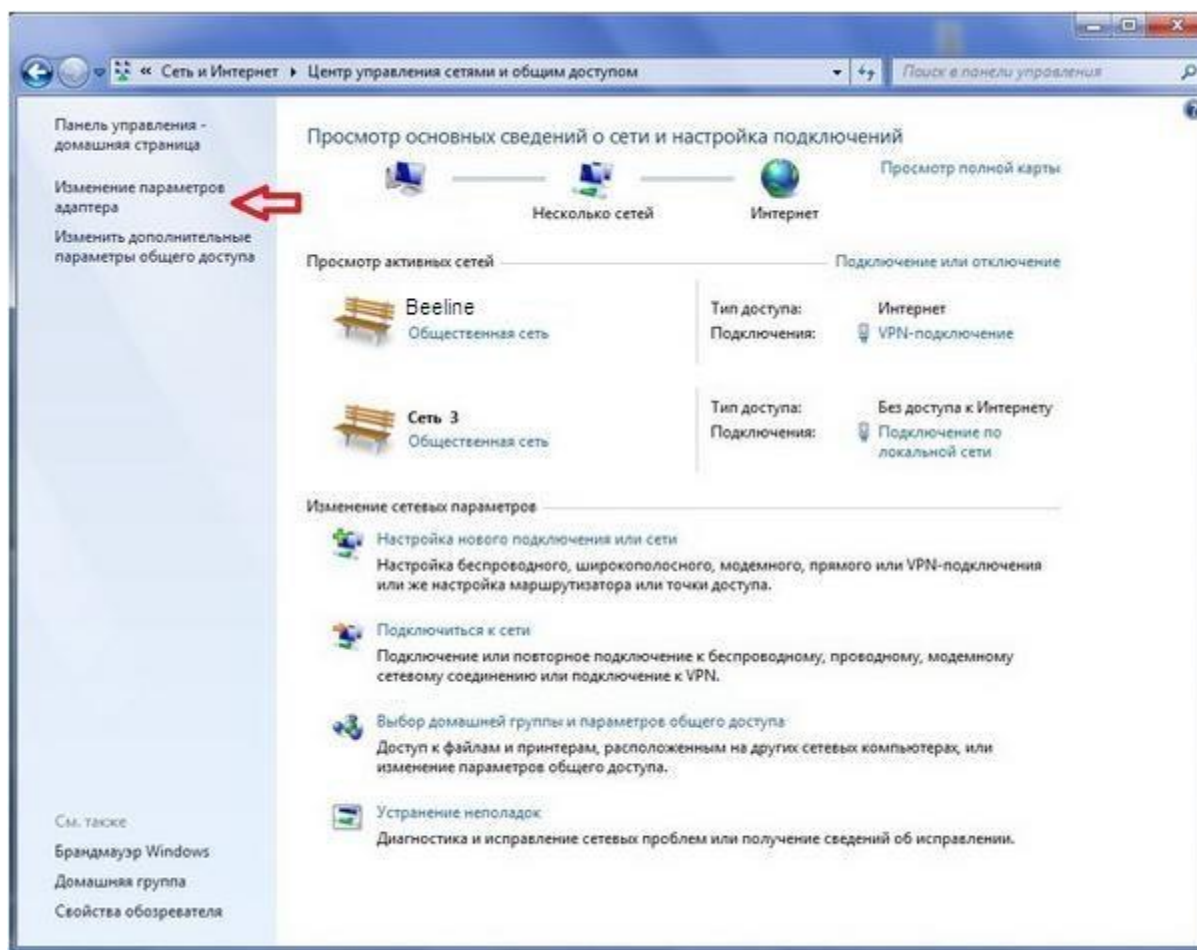 « Сеть и Интернет ▸ Центр управления сетями и общим доступом
Поиск в панели управления
Панель управления -
домашняя страница
Изменение параметров
адаптера
Изменить дополнительные
параметры общего доступа
См. также
Брандмауэр Windows
Домашняя группа
Свойства обозревателя
Просмотр основных сведений о сети и настройка подключений
Просмотр полной карты
Несколько сетей
Интернет
Просмотр активных сетей
Подключение или отключение
Beeline
Общественная сеть
Тип доступа: Интернет
Подключения: VPN-подключение
Сеть 3
Общественная сеть
Тип доступа: Без доступа к Интернету
Подключения: Подключение по
локальной сети
Изменение сетевых параметров
Настройка нового подключения или сети
Настройка беспроводного, широкополосного, модемного, прямого или VPN-подключения
или же настройка маршрутизатора или точки доступа.
Подключиться к сети
Подключение или повторное подключение к беспроводному, проводному, модемному
сетевому соединению или подключение к VPN.
Выбор домашней группы и параметров общего доступа
Доступ к файлам и принтерам, расположенным на других сетевых компьютерах, или
изменение параметров общего доступа.
Устранение неполадок
Диагностика и исправление сетевых проблем или получение сведений об исправлении.